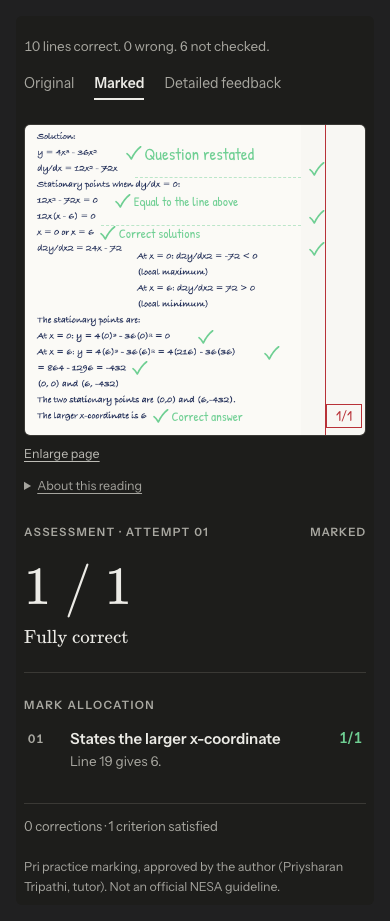 10 lines correct. 0 wrong. 6 not checked.
Original Marked Detailed feedback
Solution:
y = 4x³ - 36x²
Question restated
dy/dx = 12x² - 72x
Stationary points when dy/dx = 0:
12x² - 72x = 0
Equal to the line above
12x(x - 6) = 0
x = 0 or x = 6
Correct solutions
d2y/dx2 = 24x - 72
At x = 0: d2y/dx2 = -72 < 0
(local maximum)
At x = 6: d2y/dx2 = 72 > 0
(local minimum)
The stationary points are:
At x = 0: y = 4(0)³ - 36(0)² = 0
At x = 6: y = 4(6)³ - 36(6)² = 4(216) - 36(36)
= 864 - 1296 = -432
(0, 0) and (6, -432)
The two stationary points are (0,0) and (6,-432).
The larger x-coordinate is 6
Correct answer
1/1
Enlarge page
About this reading
ASSESSMENT · ATTEMPT 01 MARKED
1 / 1
Fully correct
MARK ALLOCATION
01 States the larger x-coordinate 1/1
Line 19 gives 6.
0 corrections · 1 criterion satisfied
Pri practice marking, approved by the author (Priysharan
Tripathi, tutor). Not an official NESA guideline.